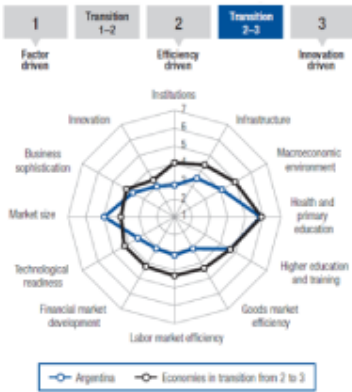 1
Transition
1–2
2
Transition
2–3
3
Factor
driven
Efficiency
driven
Innovation
driven
Institutions
7
6
5
4
3
2
1
Innovation
Infrastructure
Business
sophistication
Macroeconomic
environment
Market size
Health and
primary
education
Technological
readiness
Higher education
and training
Financial market
development
Goods market
efficiency
Labor market efficiency
Argentina
Economies in transition from 2 to 3